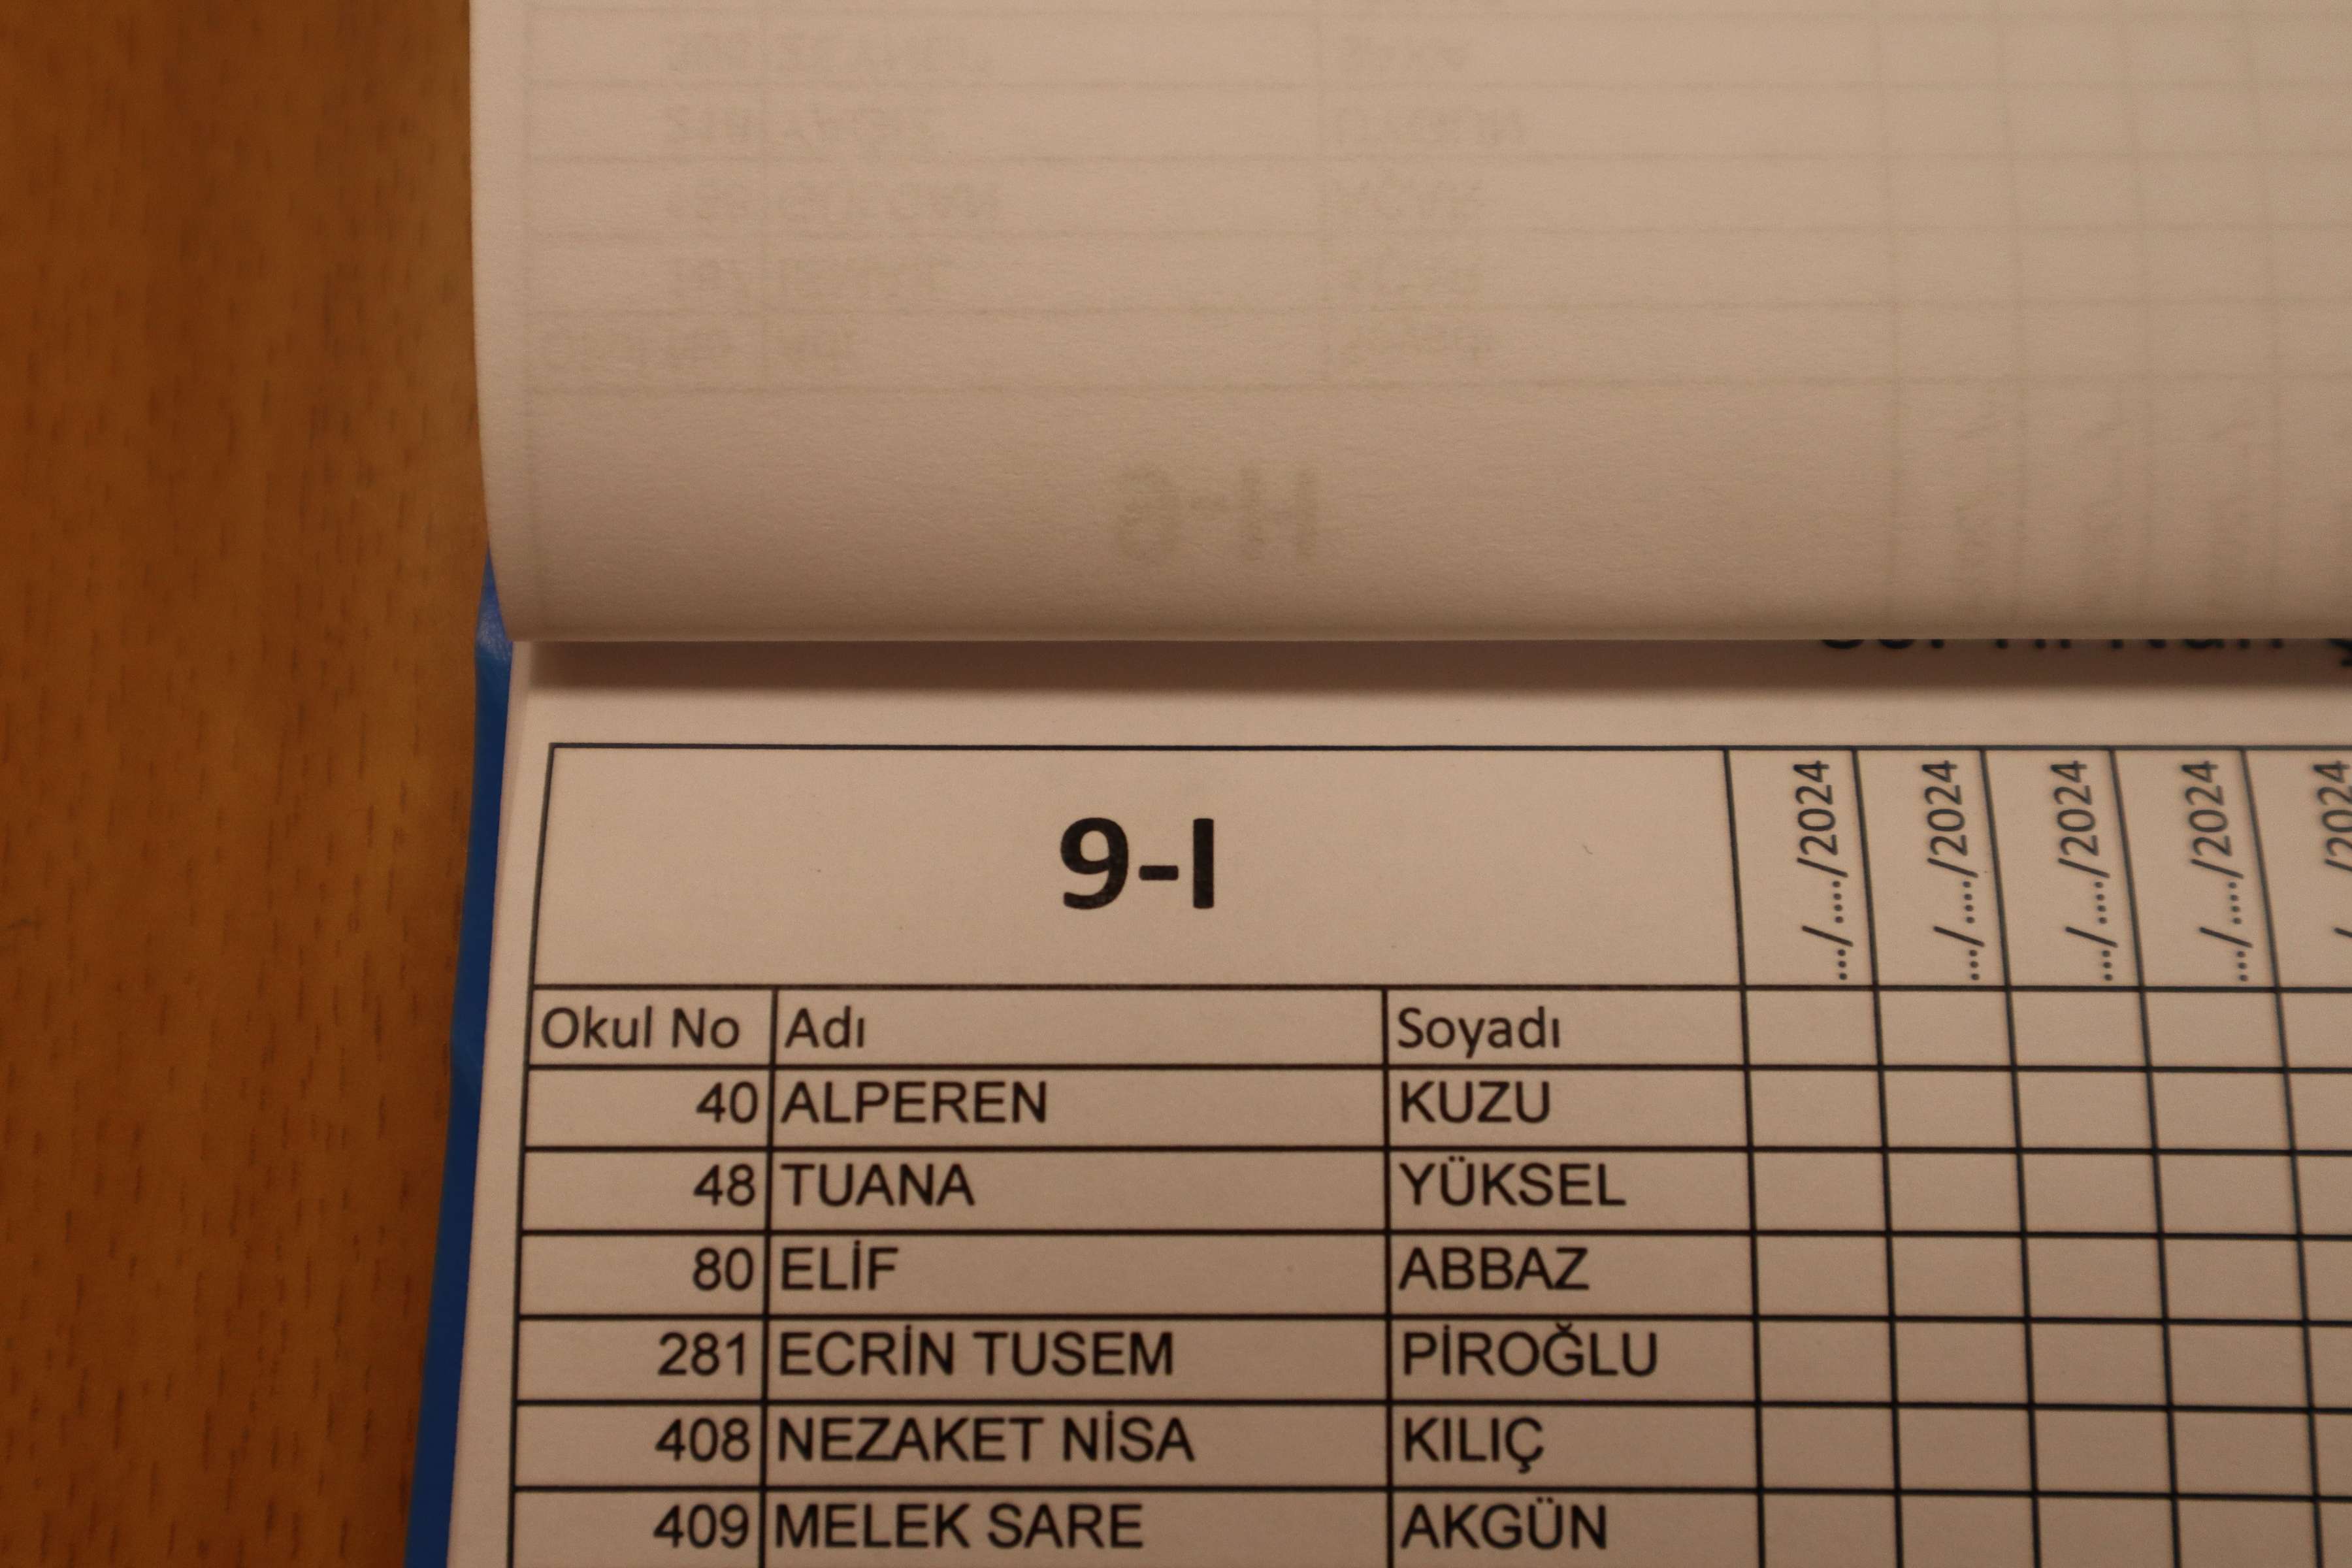 9-I
.../..../2024
.../..../2024
.../..../2024
.../..../2024
/2024
Okul No Adı Soyadı
40 ALPEREN KUZU
48 TUANA YÜKSEL
80 ELİF ABBAZ
281 ECRİN TUSEM PİROĞLU
408 NEZAKET NİSA KILIÇ
409 MELEK SARE AKGÜN